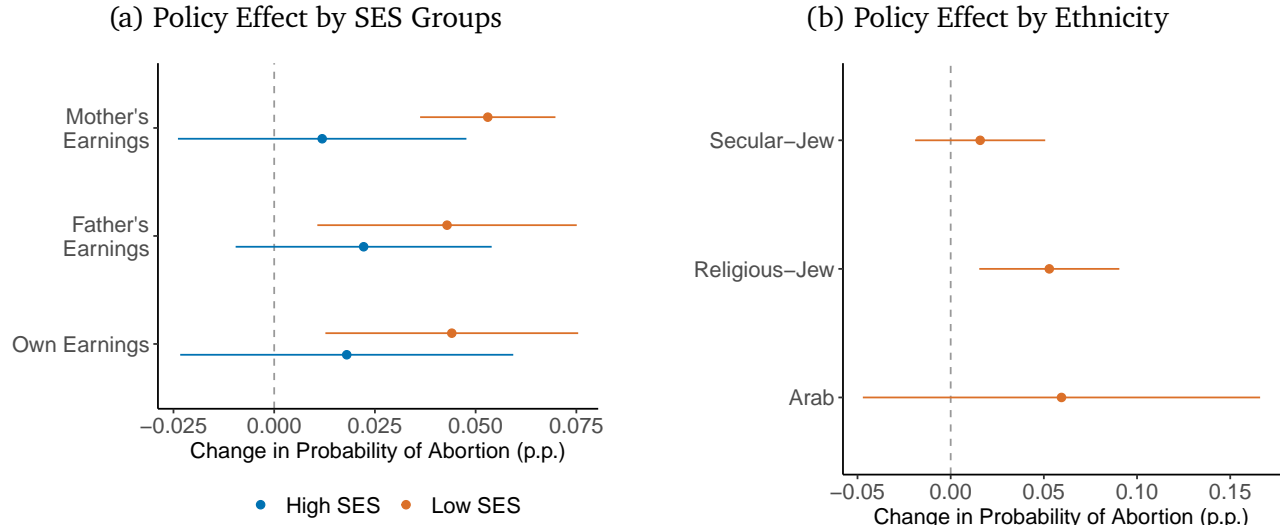 (a) Policy Effect by SES Groups
Mother's
Earnings
Father's
Earnings
Own Earnings
−0.025 0.000 0.025 0.050 0.075
Change in Probability of Abortion (p.p.)
High SES Low SES
(b) Policy Effect by Ethnicity
Secular−Jew
Religious−Jew
Arab
−0.05 0.00 0.05 0.10 0.15
Change in Probability of Abortion (p.p.)